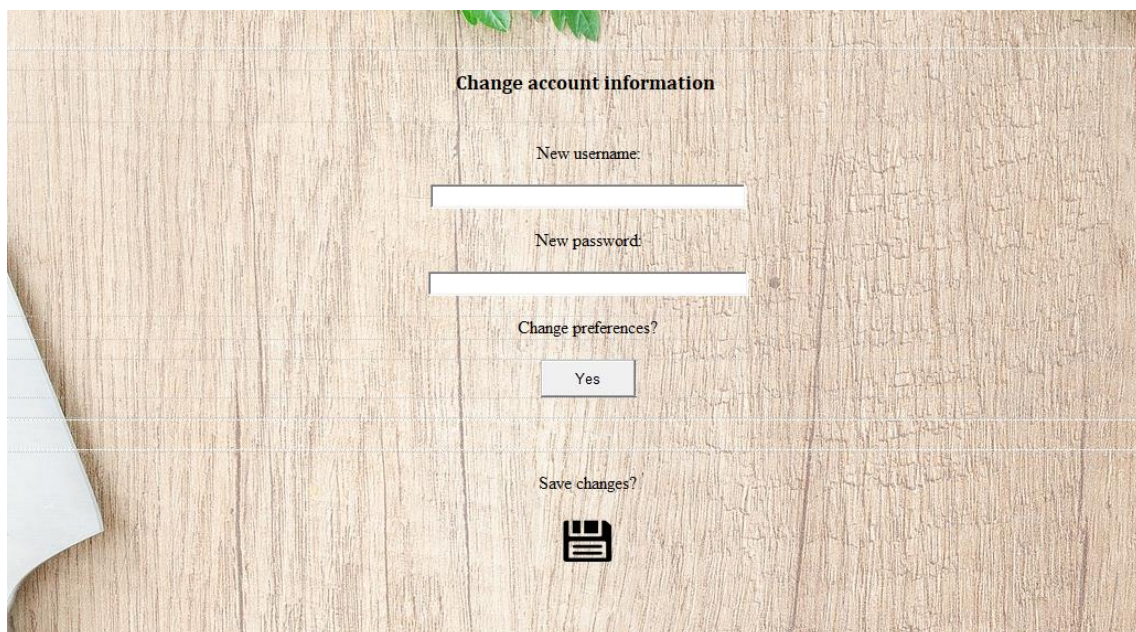 Change account information
New username:
New password:
Change preferences?
Yes
Save changes?